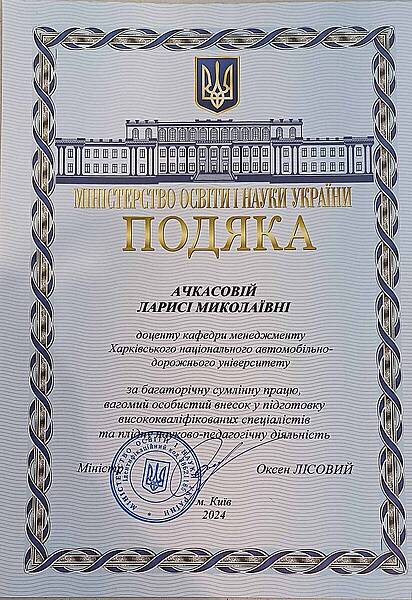 МІНІСТЕРСТВО ОСВІТИ І НАУКИ УКРАЇНИ
ПОДЯКА
АЧКАСОВІЙ
ЛАРИСІ МИКОЛАЇВНІ
доценту кафедри менеджменту
Харківського національного автомобільно-
дорожнього університету
за багаторічну сумлінну працю,
вагомий особистий внесок у підготовку
висококваліфікованих спеціалістів
та плідну науково-педагогічну діяльність
Міністр Оксен ЛІСОВИЙ
м. Київ
2024